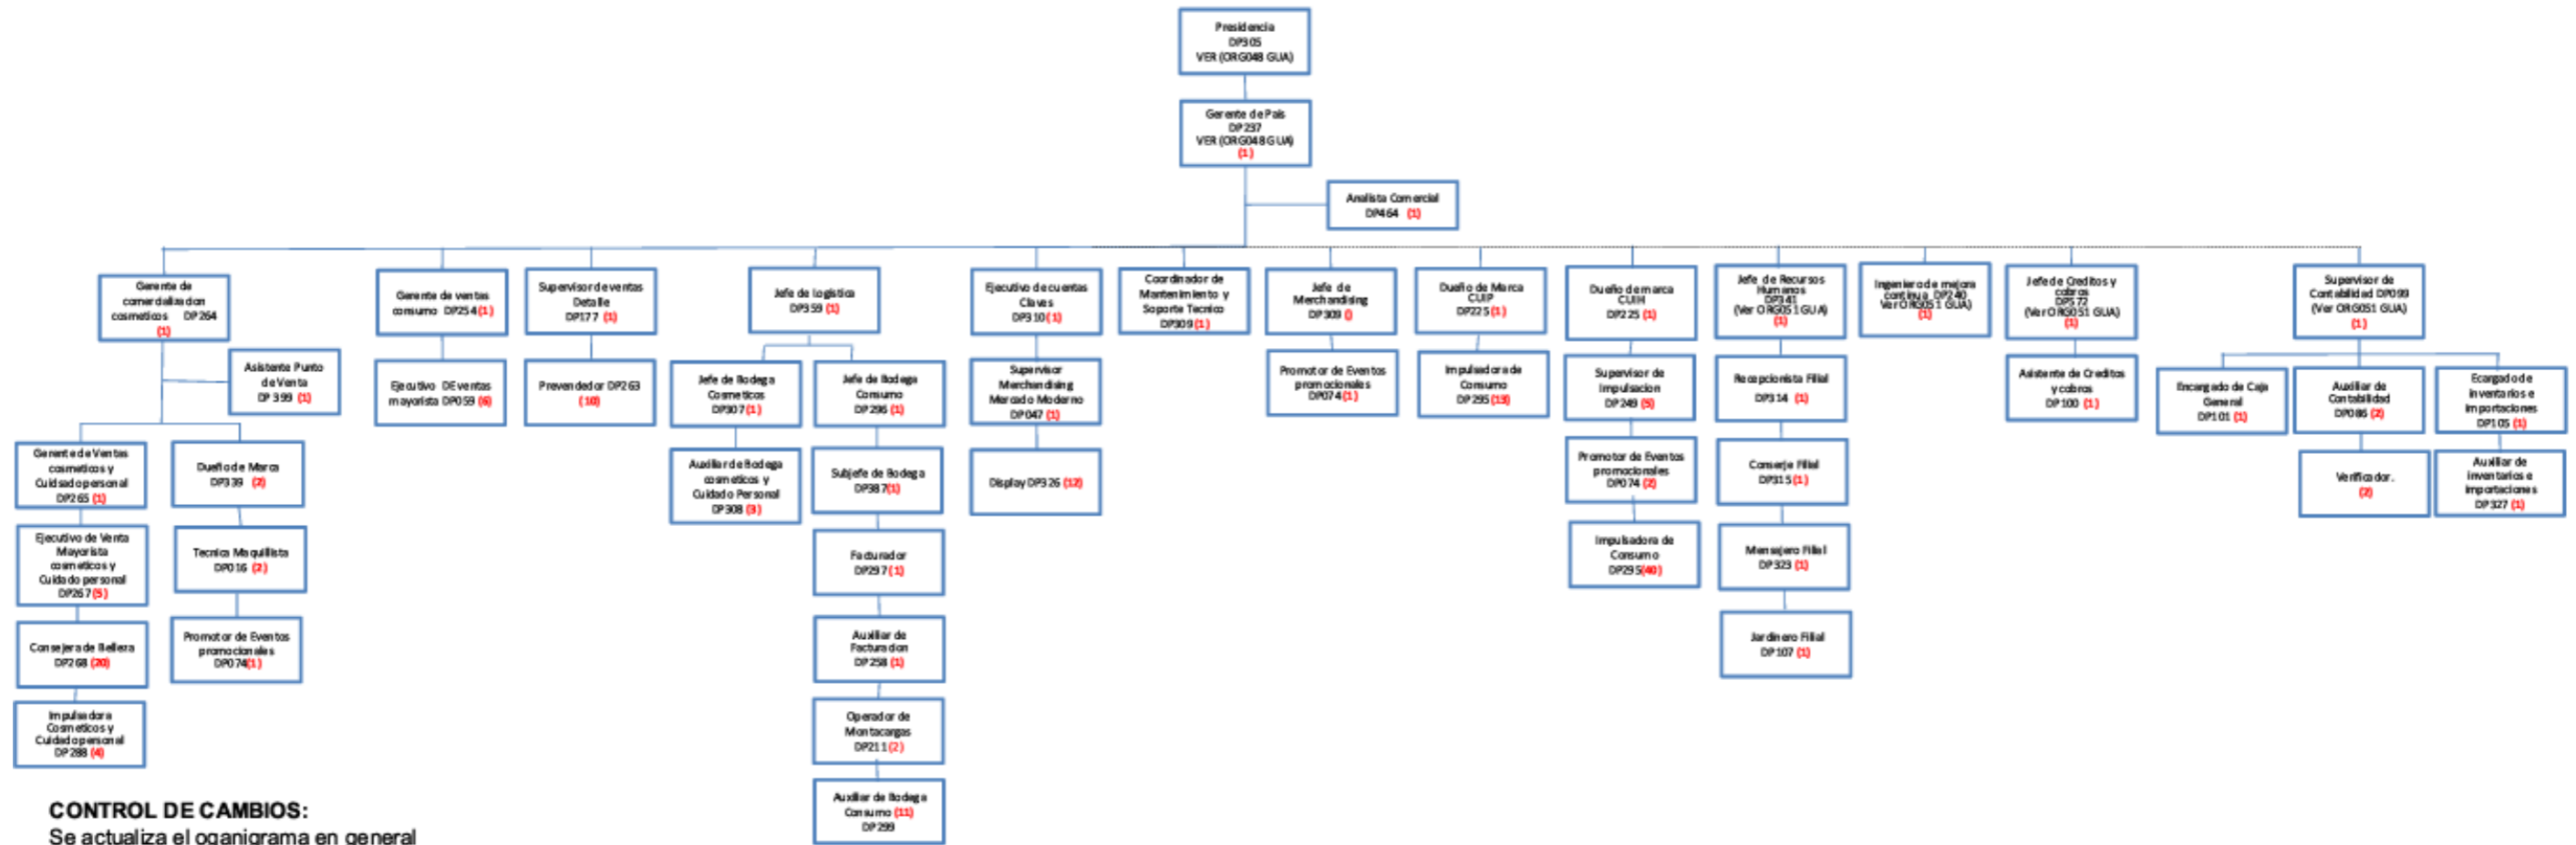 Presidencia
DP305
VER (ORG048 GUA)
Gerente de Pais
DP237
VER (ORG048 GUA)
(1)
Analista Comercial
DP464 (1)
Gerente de
comercializacion
cosmeticos DP264
(1)
Gerente de ventas
consumo DP254 (1)
Supervisor de ventas
Detalle
DP177 (1)
Jefe de logistica
DP359 (1)
Ejecutivo de cuentas
Claves
DP310 (1)
Coordinador de
Mantenimiento y
Soporte Tecnico
DP309 (1)
Jefe de
Merchandising
DP309 ()
Dueño de Marca
CUIP
DP225 (1)
Dueño de marca
CUIH
DP225 (1)
Jefe de Recursos
Humanos
DP341
(Ver ORG051 GUA)
(1)
Ingeniero de mejora
continua DP240
Ver ORG051 GUA)
(1)
Jefe de Creditos y
cobros
DP572
(Ver ORG051 GUA)
(1)
Supervisor de
Contabilidad DP099
(Ver ORG051 GUA)
(1)
Asistente Punto
de Venta
DP 399 (1)
Ejecutivo DE ventas
mayorista DP059 (6)
Prevendedor DP263
(10)
Jefe de Bodega
Cosmeticos
DP307 (1)
Jefe de Bodega
Consumo
DP296 (1)
Supervisor
Merchandising
Mercado Moderno
DP047 (1)
Promotor de Eventos
promocionales
DP074 (1)
Impulsadora de
Consumo
DP295 (13)
Supervisor de
Impulsacion
DP249 (5)
Recepcionista Filial
DP314 (1)
Asistente de Creditos
y cobros
DP100 (1)
Encargado de Caja
General
DP101 (1)
Auxiliar de
Contabilidad
DP086 (2)
Ecargado de
inventarios e
importaciones
DP105 (1)
Gerente de Ventas
cosmeticos y
Cuidsado personal
DP265 (1)
Dueño de Marca
DP339 (2)
Auxiliar de Bodega
cosmeticos y
Cuidado Personal
DP308 (3)
Subjefe de Bodega
DP387 (1)
Display DP326 (12)
Promotor de Eventos
promocionales
DP074 (2)
Conserje Filial
DP315 (1)
Verificador.
(2)
Auxiliar de
inventarios e
importaciones
DP327 (1)
Ejecutivo de Venta
Mayorista
cosmeticos y
Cuidado personal
DP267 (5)
Tecnica Maquillista
DP016 (2)
Facturador
DP297 (1)
Impulsadora de
Consumo
DP295 (40)
Mensajero Filial
DP323 (1)
Consejera de Belleza
DP268 (20)
Promotor de Eventos
promocionales
DP074 (1)
Auxiliar de
Facturacion
DP258 (1)
Jardinero Filial
DP107 (1)
Impulsadora
Cosmeticos y
Cuidado personal
DP288 (4)
Operador de
Montacargas
DP211 (2)
Auxiliar de Bodega
Consumo (11)
DP299
CONTROL DE CAMBIOS:
Se actualiza el oganigrama en general